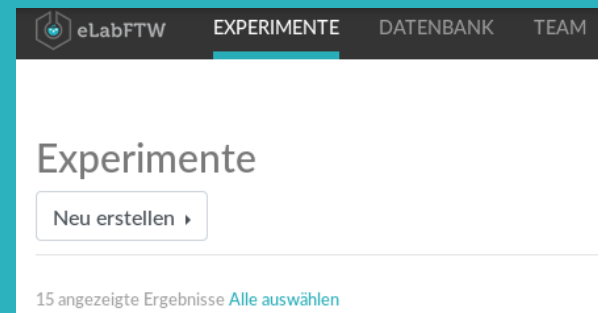 eLabFTW EXPERIMENTE DATENBANK TEAM
Experimente
Neu erstellen
15 angezeigte Ergebnisse Alle auswählen